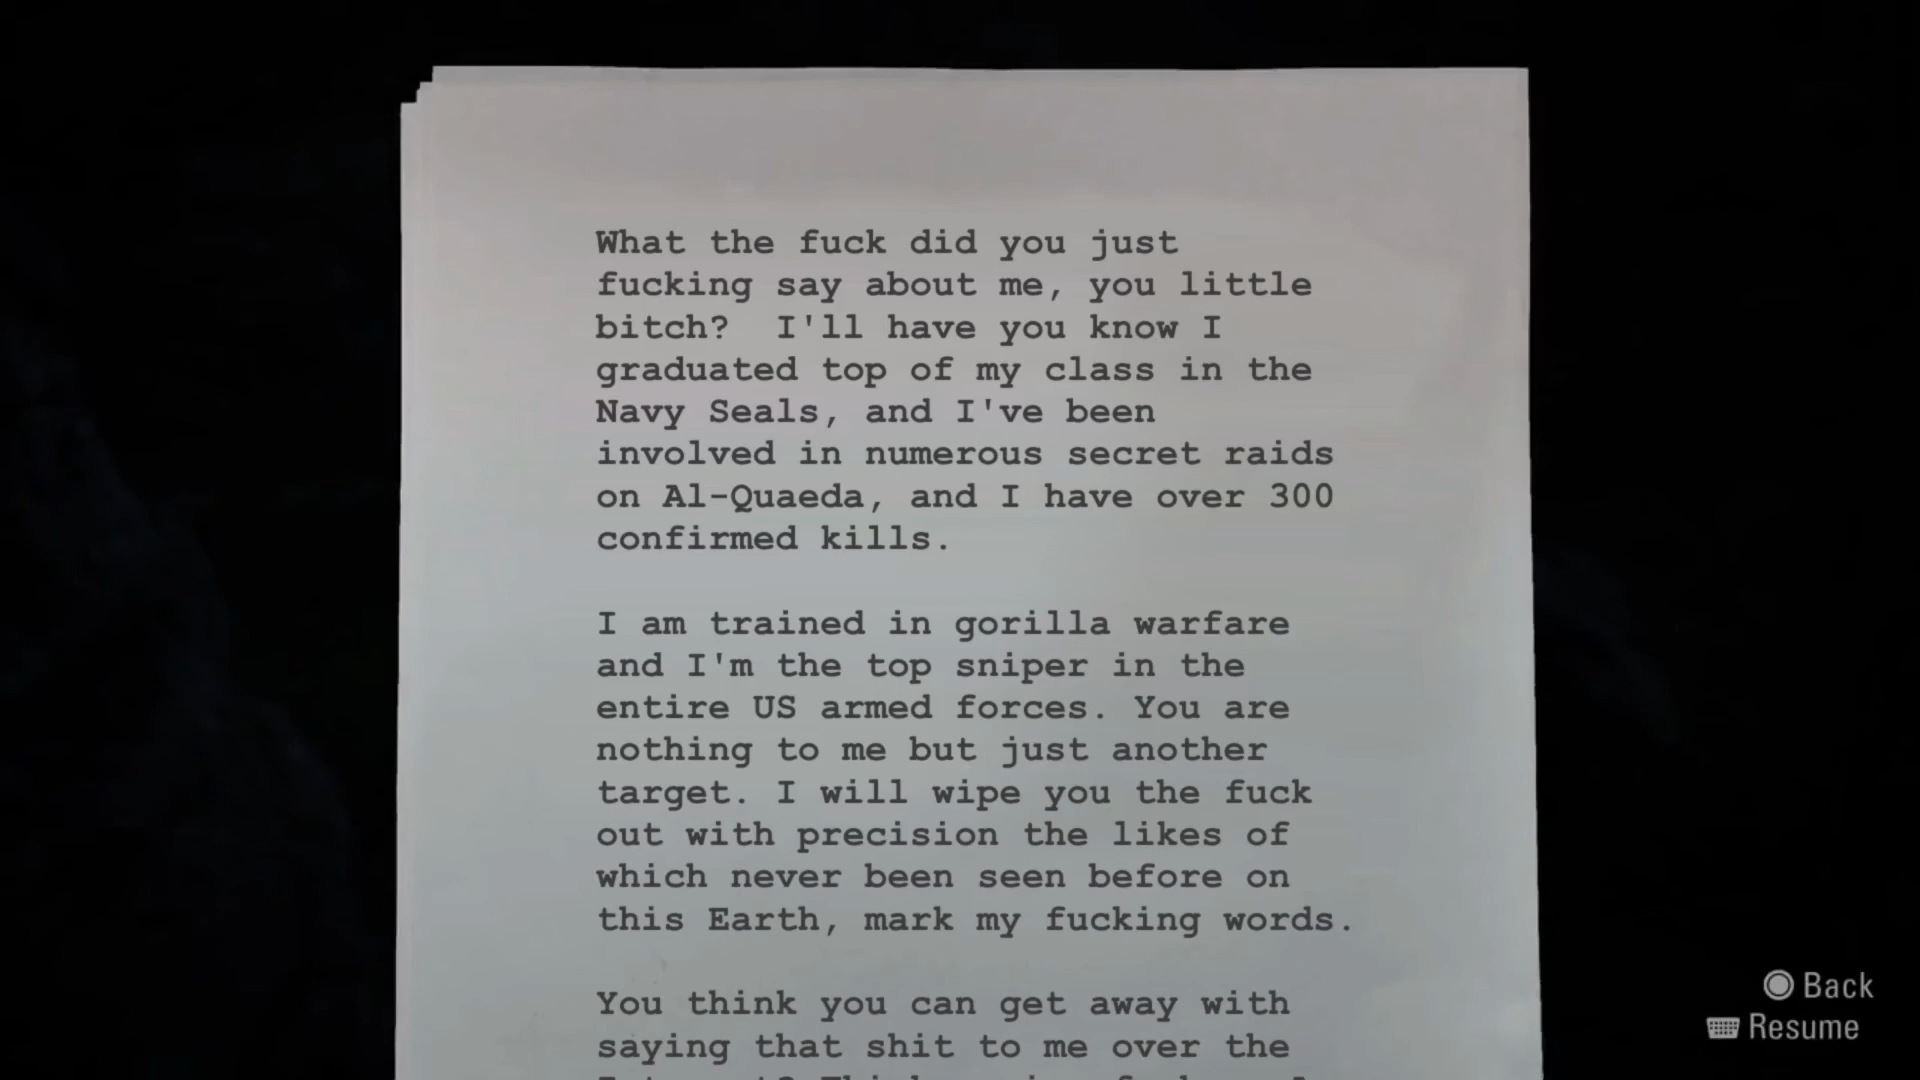 What the fuck did you just
fucking say about me, you little
bitch?  I'll have you know I
graduated top of my class in the
Navy Seals, and I've been
involved in numerous secret raids
on Al-Quaeda, and I have over 300
confirmed kills.
I am trained in gorilla warfare
and I'm the top sniper in the
entire US armed forces. You are
nothing to me but just another
target. I will wipe you the fuck
out with precision the likes of
which never been seen before on
this Earth, mark my fucking words.
You think you can get away with
saying that shit to me over the
Back
Resume